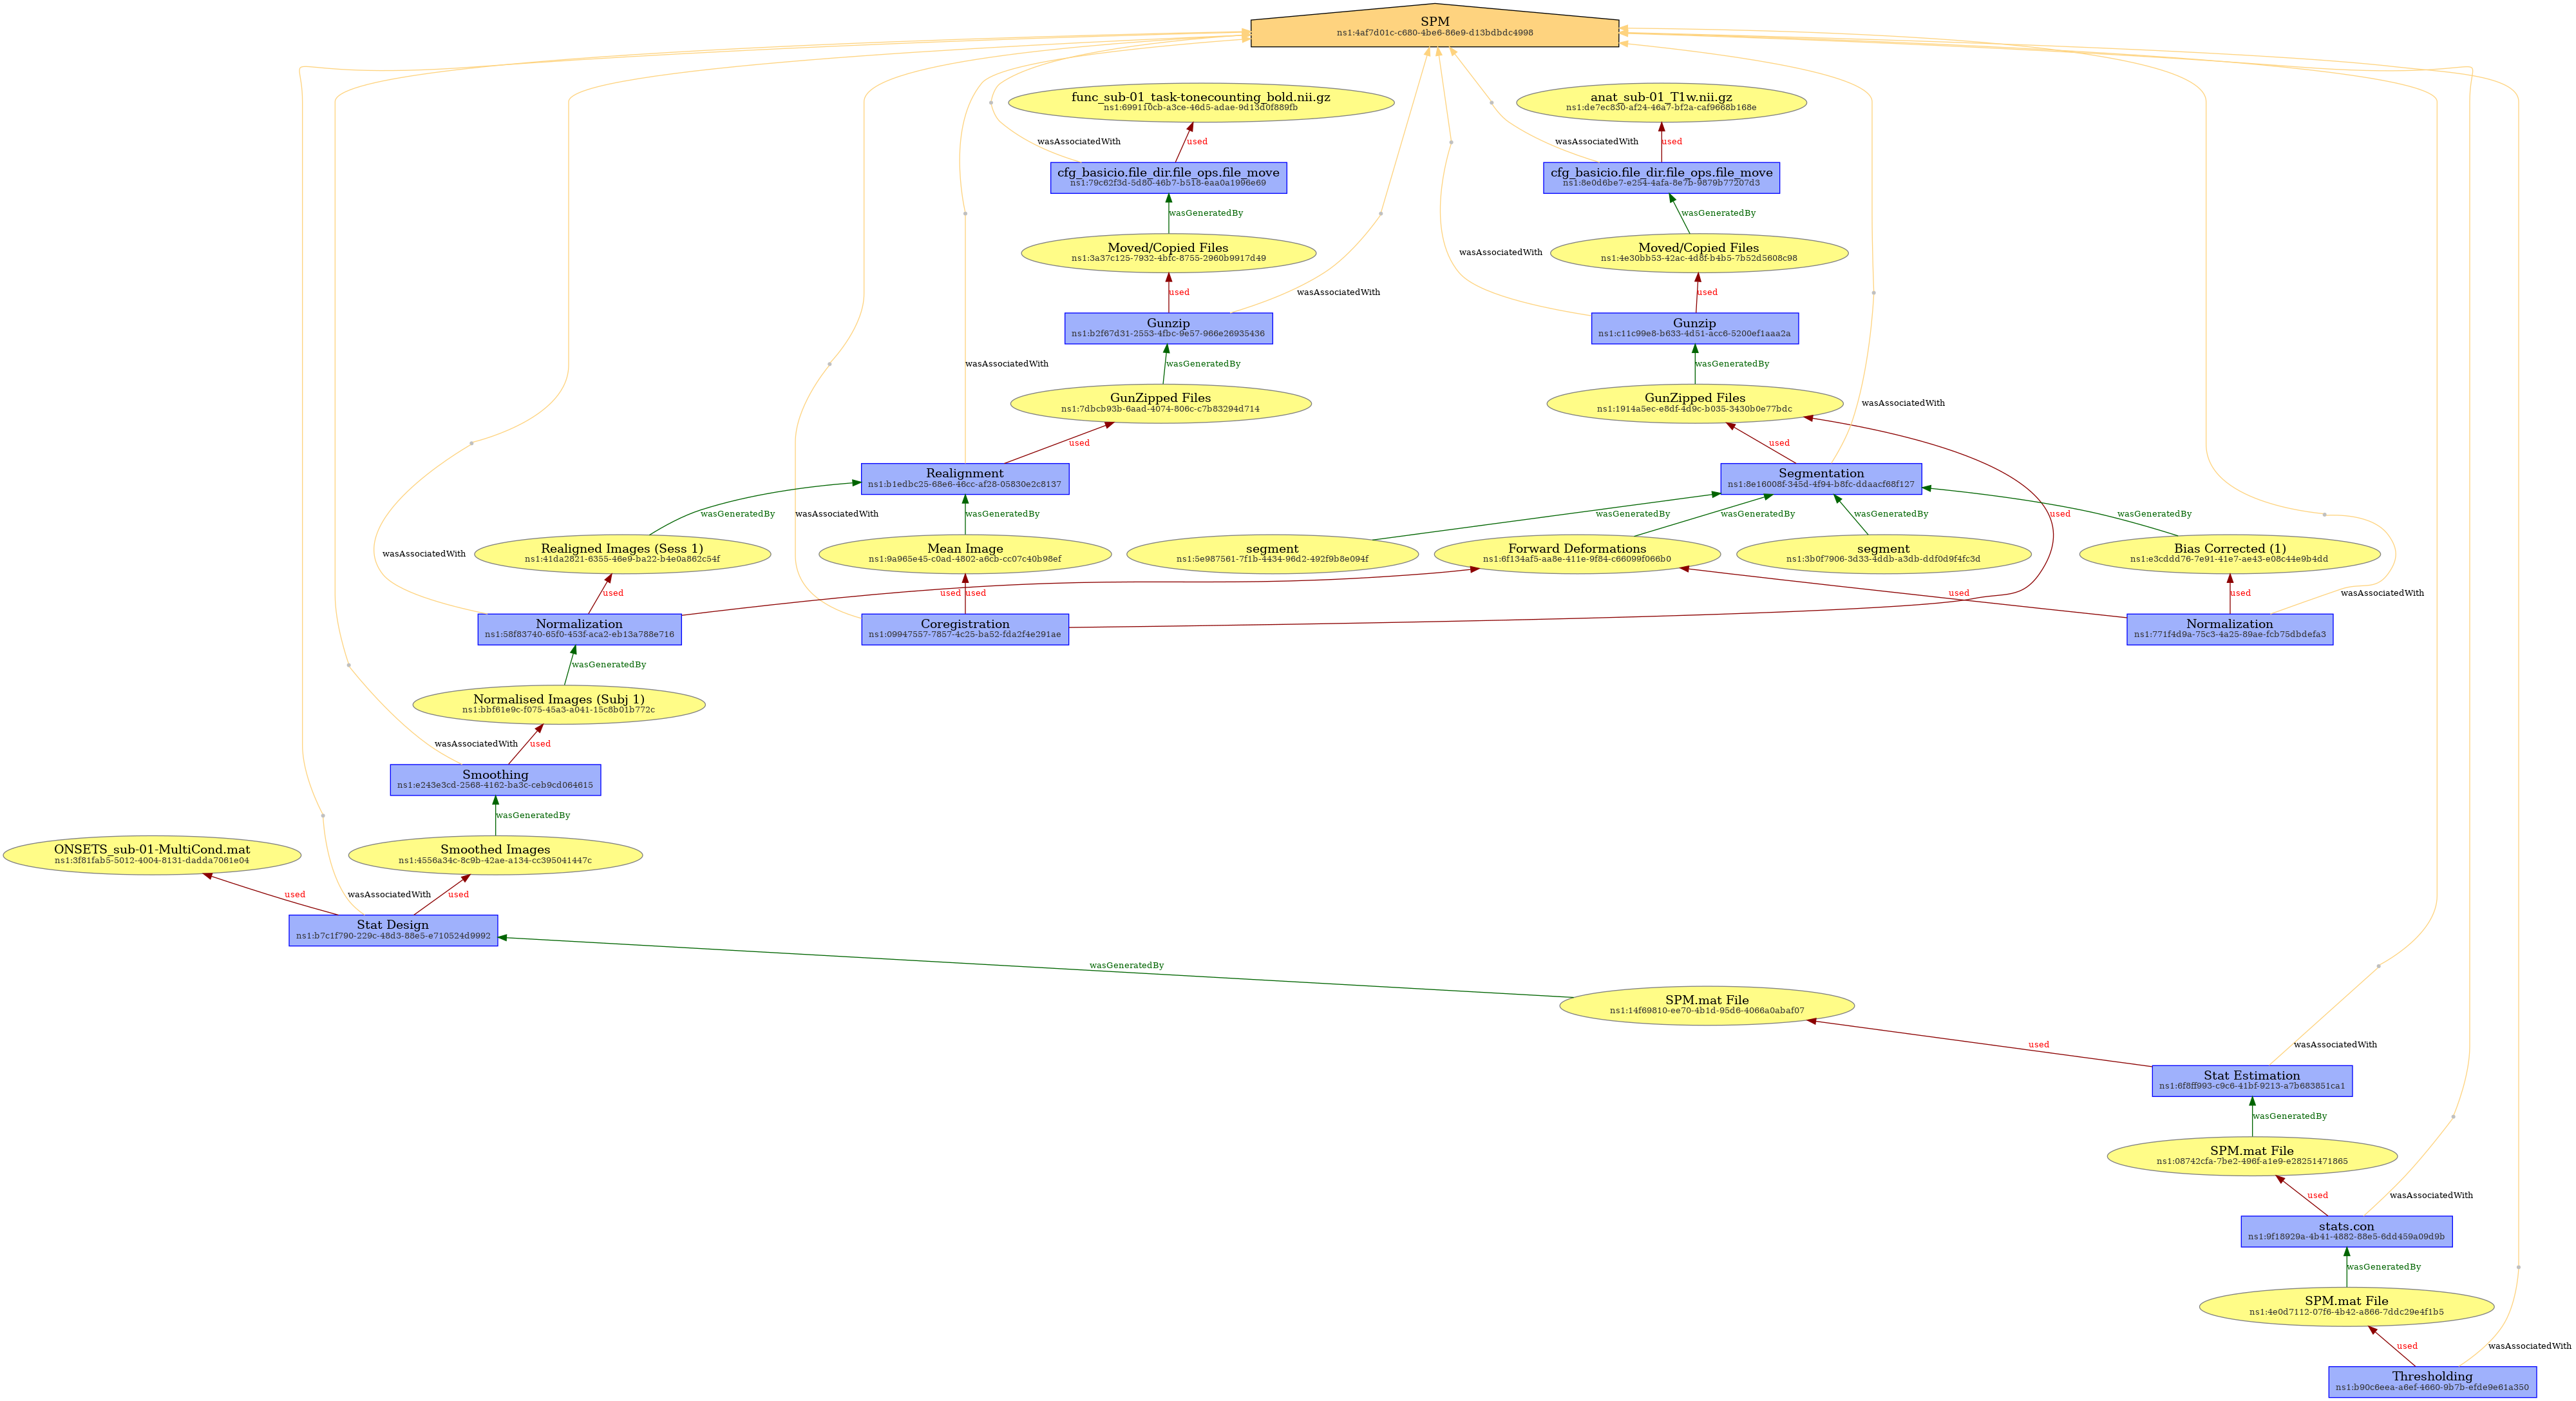 SPM
ns1:4af7d01c-c680-4be6-86e9-d13bdbdc4998
func_sub-01_task-tonecounting_bold.nii.gz
ns1:699110cb-a3ce-46d5-adae-9d13d0f889fb
anat_sub-01_T1w.nii.gz
ns1:de7ec830-af24-46a7-bf2a-caf9668b168e
wasAssociatedWith
used
wasAssociatedWith
used
cfg_basicio.file_dir.file_ops.file_move
ns1:79c62f3d-5d80-46b7-b518-eaa0a1996e69
cfg_basicio.file_dir.file_ops.file_move
ns1:8e0d6be7-e254-4afa-8e7b-9879b77207d3
wasGeneratedBy
wasGeneratedBy
Moved/Copied Files
ns1:3a37c125-7932-4bfc-8755-2960b9917d49
wasAssociatedWith
Moved/Copied Files
ns1:4e30bb53-42ac-4d8f-b4b5-7b52d5608c98
used
wasAssociatedWith
used
Gunzip
ns1:b2f67d31-2553-4fbc-9e57-966e26935436
Gunzip
ns1:c11c99e8-b633-4d51-acc6-5200ef1aaa2a
wasAssociatedWith
wasGeneratedBy
wasGeneratedBy
GunZipped Files
ns1:7dbcb93b-6aad-4074-806c-c7b83294d714
GunZipped Files
ns1:1914a5ec-e8df-4d9c-b035-3430b0e77bdc
wasAssociatedWith
used
used
Realignment
ns1:b1edbc25-68e6-46cc-af28-05830e2c8137
Segmentation
ns1:8e16008f-345d-4f94-b8fc-ddaacf68f127
wasGeneratedBy
wasAssociatedWith
wasGeneratedBy
wasGeneratedBy
wasGeneratedBy
wasGeneratedBy
used
wasGeneratedBy
wasAssociatedWith
Realigned Images (Sess 1)
ns1:41da2821-6355-46e9-ba22-b4e0a862c54f
Mean Image
ns1:9a965e45-c0ad-4802-a6cb-cc07c40b98ef
segment
ns1:5e987561-7f1b-4434-96d2-492f9b8e094f
Forward Deformations
ns1:6f134af5-aa8e-411e-9f84-c66099f066b0
segment
ns1:3b0f7906-3d33-4ddb-a3db-ddf0d9f4fc3d
Bias Corrected (1)
ns1:e3cddd76-7e91-41e7-ae43-e08c44e9b4dd
used
used
used
used
used
wasAssociatedWith
Normalization
ns1:58f83740-65f0-453f-aca2-eb13a788e716
Coregistration
ns1:09947557-7857-4c25-ba52-fda2f4e291ae
Normalization
ns1:771f4d9a-75c3-4a25-89ae-fcb75dbdefa3
wasGeneratedBy
Normalised Images (Subj 1)
ns1:bbf61e9c-f075-45a3-a041-15c8b01b772c
wasAssociatedWith
used
Smoothing
ns1:e243e3cd-2568-4162-ba3c-ceb9cd064615
wasGeneratedBy
ONSETS_sub-01-MultiCond.mat
ns1:3f81fab5-5012-4004-8131-dadda7061e04
Smoothed Images
ns1:4556a34c-8c9b-42ae-a134-cc395041447c
used
wasAssociatedWith
used
Stat Design
ns1:b7c1f790-229c-48d3-88e5-e710524d9992
wasGeneratedBy
SPM.mat File
ns1:14f69810-ee70-4b1d-95d6-4066a0abaf07
used
wasAssociatedWith
Stat Estimation
ns1:6f8ff993-c9c6-41bf-9213-a7b683851ca1
wasGeneratedBy
SPM.mat File
ns1:08742cfa-7be2-496f-a1e9-e28251471865
used
wasAssociatedWith
stats.con
ns1:9f18929a-4b41-4882-88e5-6dd459a09d9b
wasGeneratedBy
SPM.mat File
ns1:4e0d7112-07f6-4b42-a866-7ddc29e4f1b5
used
wasAssociatedWith
Thresholding
ns1:b90c6eea-a6ef-4660-9b7b-efde9e61a350